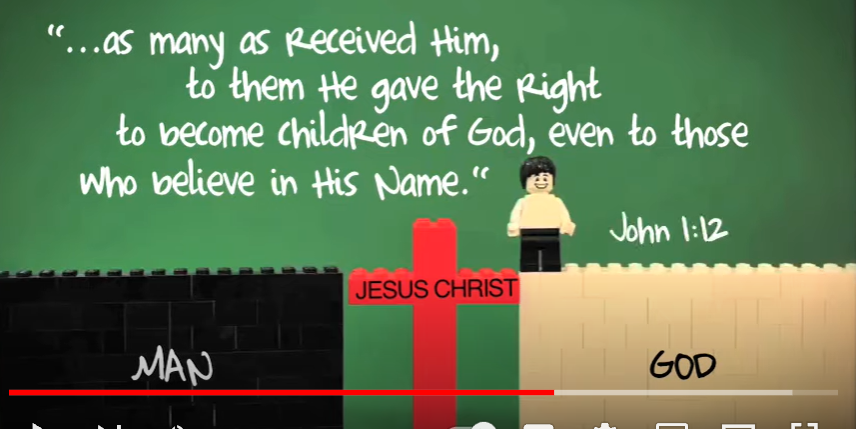 “...as many as Received Him,
to them He gave the Right
to become children of God, even to those
who believe in His Name.“
John 1:12
JESUS CHRIST
MAN
GOD